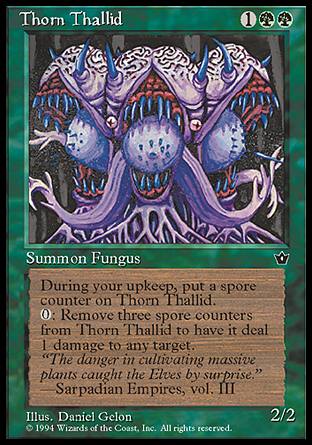 Thorn Thallid 1
Summon Fungus
During your upkeep, put a spore
counter on Thorn Thallid.
0: Remove three spore counters
from Thorn Thallid to have it deal
1 damage to any target.
"The danger in cultivating massive
plants caught the Elves by surprise."
Sarpadian Empires, vol. III
Illus. Daniel Gelon 2/2
© 1994 Wizards of the Coast, Inc. All rights reserved.